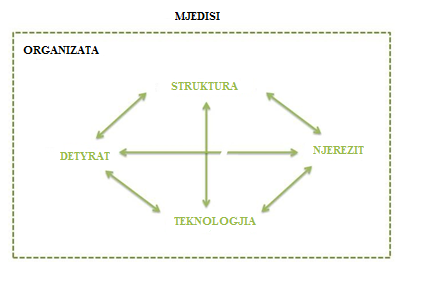 MJEDISI
ORGANIZATA
STRUKTURA
DETYRAT
NJEREZIT
TEKNOLOGJIA